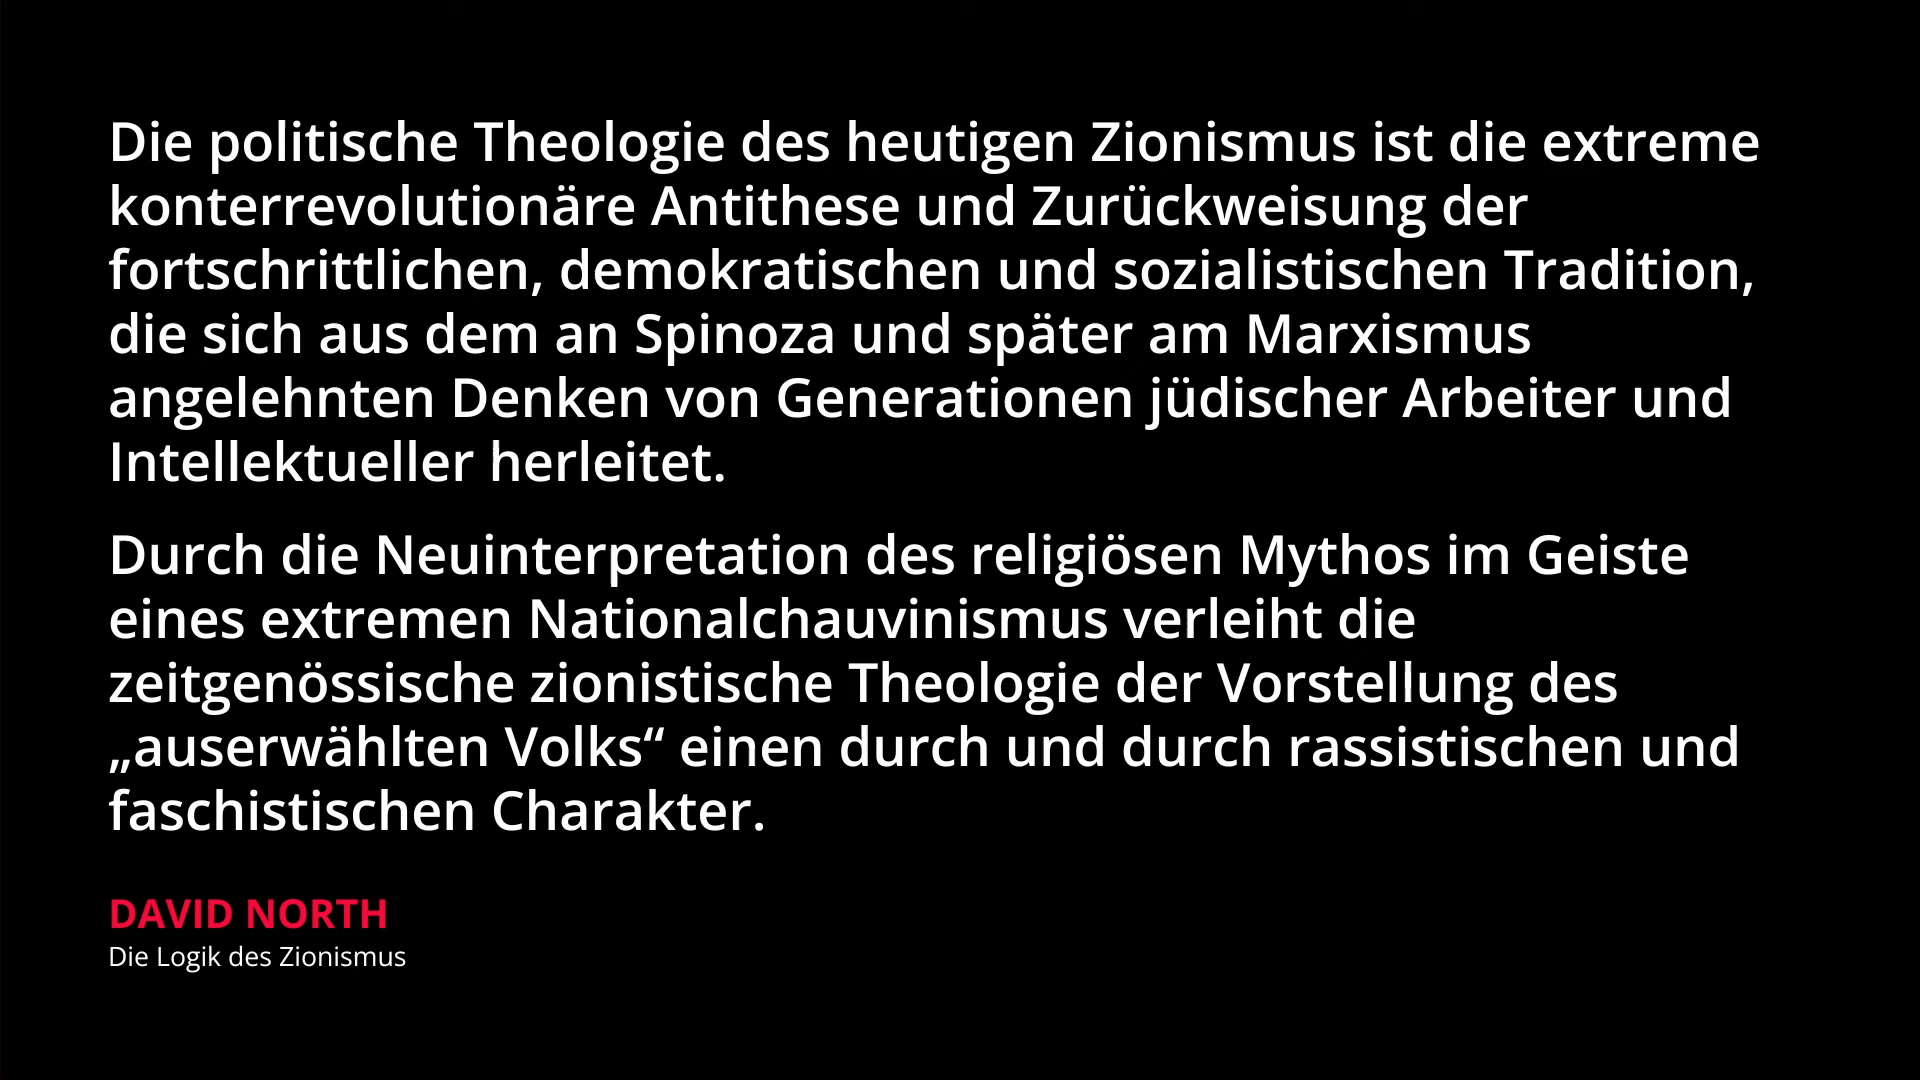 Die politische Theologie des heutigen Zionismus ist die extreme
konterrevolutionäre Antithese und Zurückweisung der
fortschrittlichen, demokratischen und sozialistischen Tradition,
die sich aus dem an Spinoza und später am Marxismus
angelehnten Denken von Generationen jüdischer Arbeiter und
Intellektueller herleitet.
Durch die Neuinterpretation des religiösen Mythos im Geiste
eines extremen Nationalchauvinismus verleiht die
zeitgenössische zionistische Theologie der Vorstellung des
„auserwählten Volks“ einen durch und durch rassistischen und
faschistischen Charakter.
DAVID NORTH
Die Logik des Zionismus